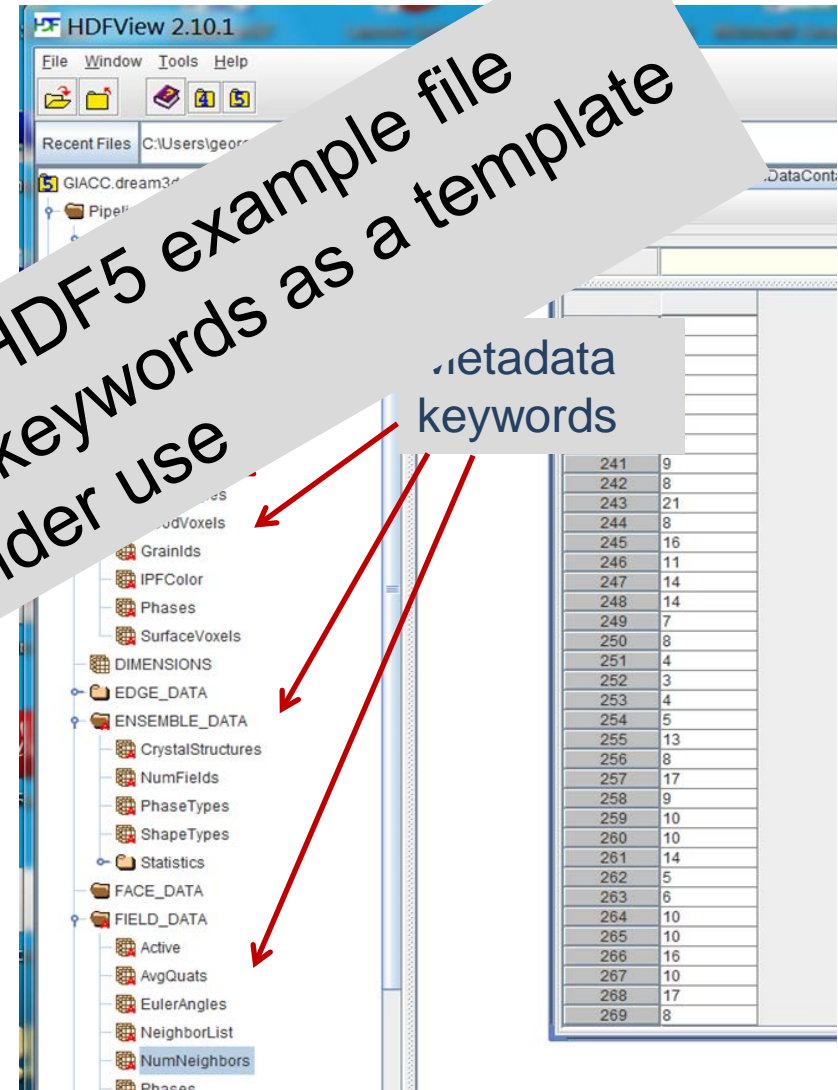 HDFView 2.10.1
File Window Tools Help
Recent Files C:\Users\geor
GIACC.dream3d
HDF5 example file
keywords as a template
der use
.DataConta
Metadata
keywords
GrainIds
IPFColor
Phases
SurfaceVoxels
DIMENSIONS
EDGE_DATA
ENSEMBLE_DATA
CrystalStructures
NumFields
PhaseTypes
ShapeTypes
Statistics
FACE_DATA
FIELD_DATA
Active
AvgQuats
EulerAngles
NeighborList
NumNeighbors
Phases
241 9
242 8
243 21
244 8
245 16
246 11
247 14
248 14
249 7
250 8
251 4
252 3
253 4
254 5
255 13
256 8
257 17
258 9
259 10
260 10
261 14
262 5
263 6
264 10
265 10
266 16
267 10
268 17
269 8